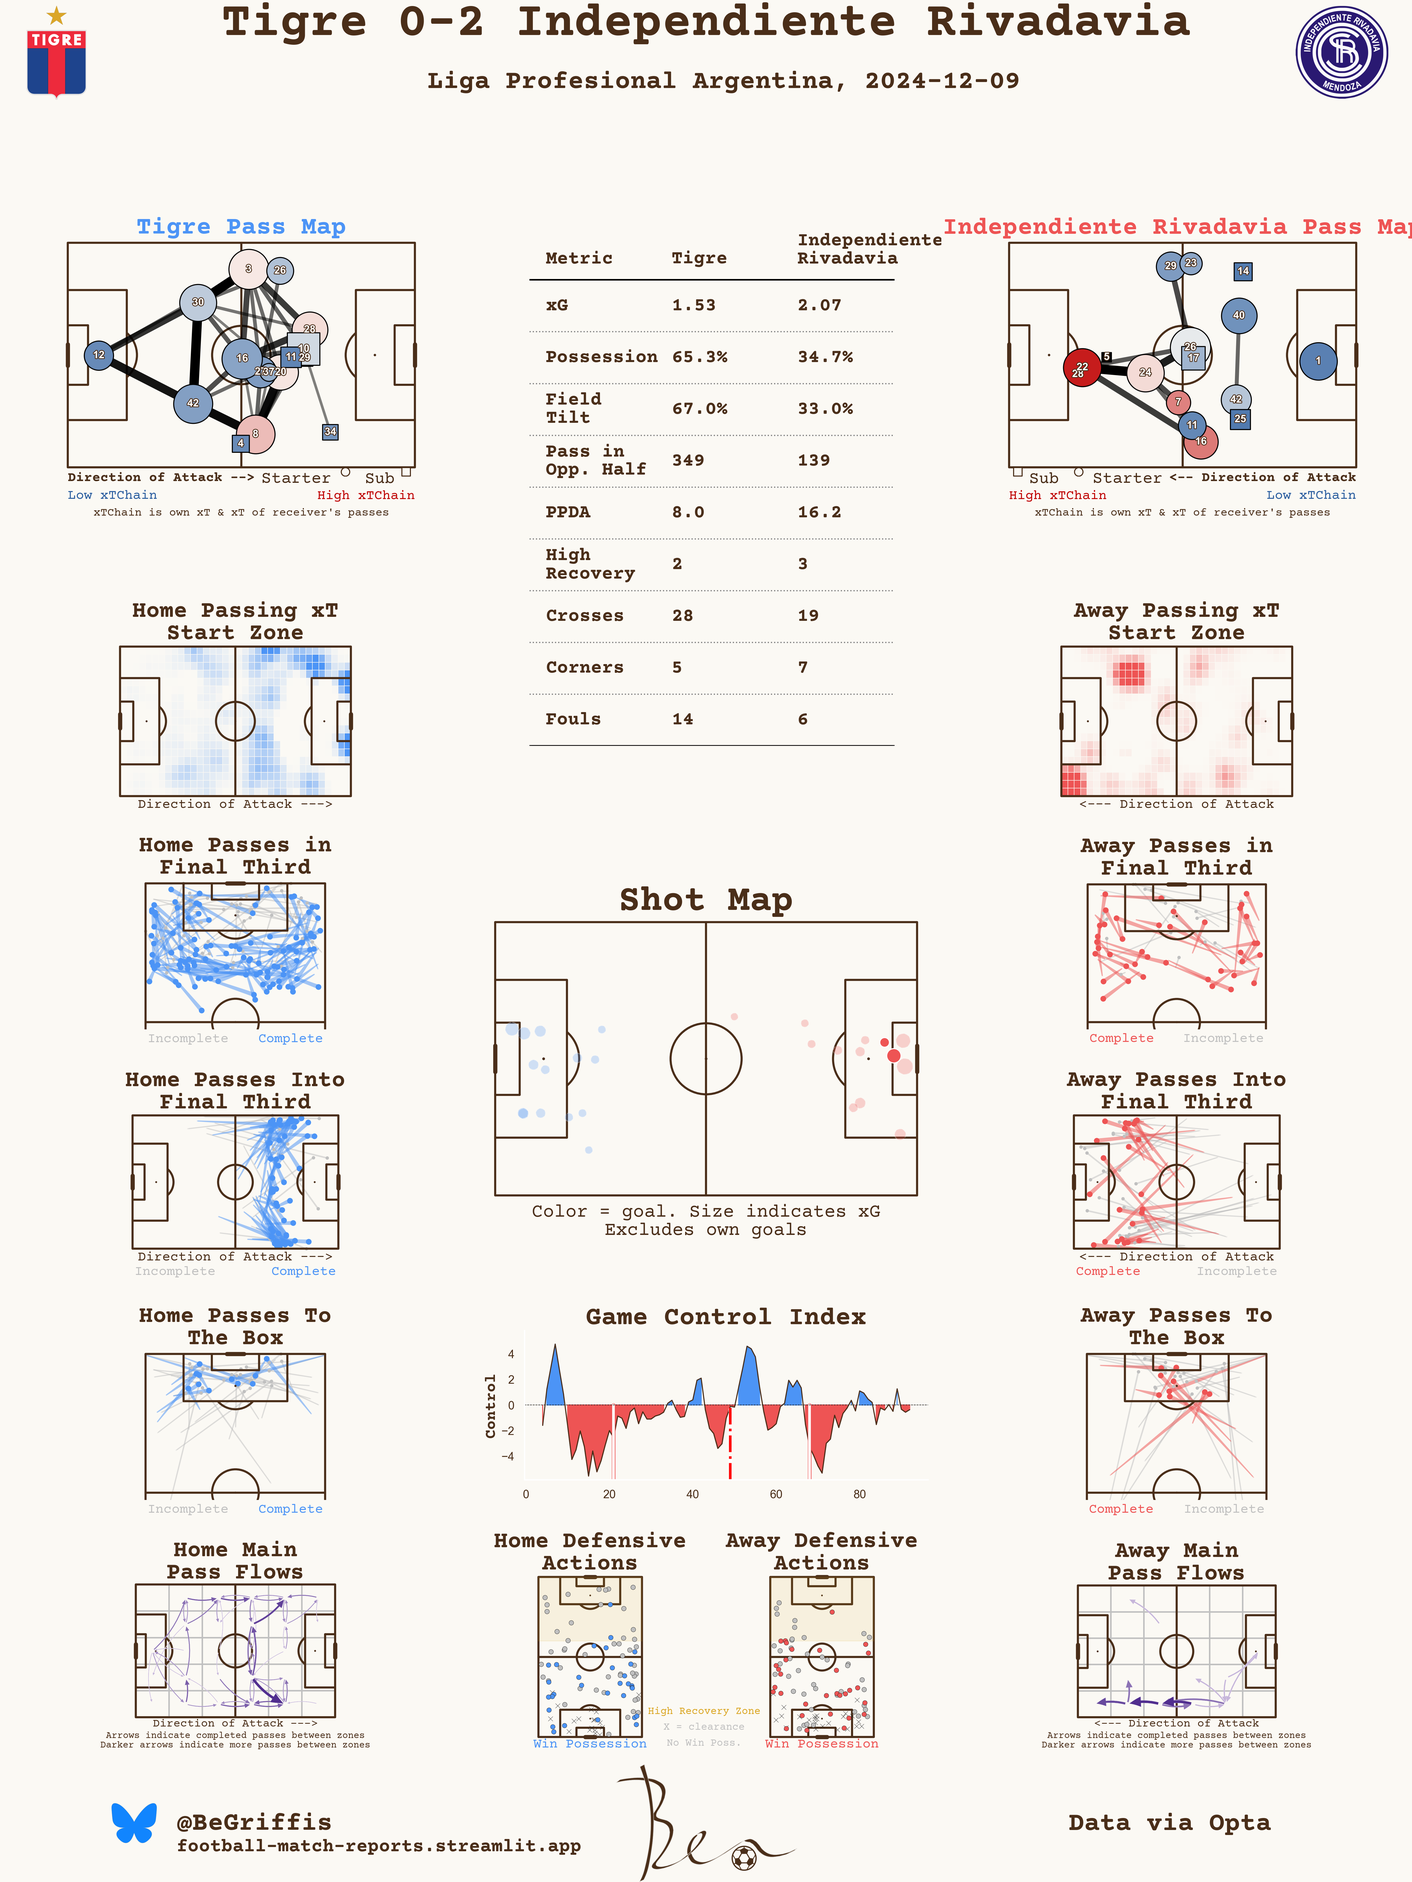 Tigre 0-2 Independiente Rivadavia
Liga Profesional Argentina, 2024-12-09
TIGRE
INDEPENDIENTE RIVADAVIA
MENDOZA
Tigre Pass Map
3
26
30
28
10
12
16
11
29
27
37
20
42
8
4
34
Direction of Attack --> Starter Sub
Low xTChain High xTChain
xTChain is own xT & xT of receiver's passes
Metric Tigre Independiente Rivadavia
xG 1.53 2.07
Possession 65.3% 34.7%
Field Tilt 67.0% 33.0%
Pass in Opp. Half 349 139
PPDA 8.0 16.2
High Recovery 2 3
Crosses 28 19
Corners 5 7
Fouls 14 6
Independiente Rivadavia Pass Map
29
23
14
40
26
5
17
1
22
28
24
7
42
11
25
16
Sub Starter <-- Direction of Attack
High xTChain Low xTChain
xTChain is own xT & xT of receiver's passes
Home Passing xT
Start Zone
Direction of Attack --->
Away Passing xT
Start Zone
<--- Direction of Attack
Home Passes in
Final Third
Incomplete Complete
Shot Map
Color = goal. Size indicates xG
Excludes own goals
Away Passes in
Final Third
Complete Incomplete
Home Passes Into
Final Third
Direction of Attack --->
Incomplete Complete
Away Passes Into
Final Third
<--- Direction of Attack
Complete Incomplete
Home Passes To
The Box
Incomplete Complete
Game Control Index
Control
4
2
0
−2
−4
0 20 40 60 80
Away Passes To
The Box
Complete Incomplete
Home Main
Pass Flows
Direction of Attack --->
Arrows indicate completed passes between zones
Darker arrows indicate more passes between zones
Home Defensive
Actions
Win Possession
High Recovery Zone
X = clearance
No Win Poss.
Away Defensive
Actions
Win Possession
Away Main
Pass Flows
<--- Direction of Attack
Arrows indicate completed passes between zones
Darker arrows indicate more passes between zones
@BeGriffis
football-match-reports.streamlit.app
Ben
Data via Opta